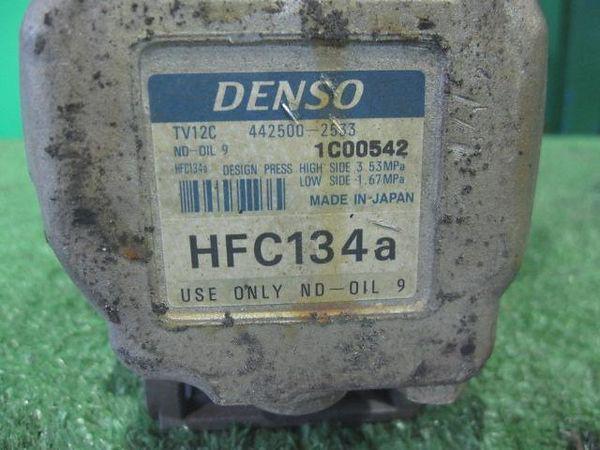 DENSO
TV12C 442500-2533
ND-OIL 9 1C00542
HFC134a DESIGN PRESS HIGH SIDE 3.53MPa
LOW SIDE 1.67MPa
MADE IN JAPAN
HFC134a
USE ONLY ND-OIL 9